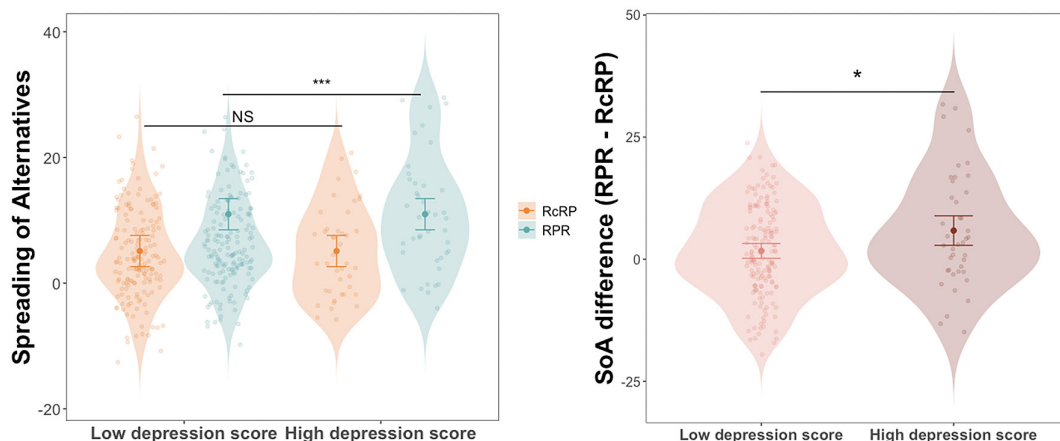 Spreading of Alternatives
40
20
0
-20
***
NS
Low depression score
High depression score
RcRP
RPR
SoA difference (RPR - RcRP)
50
25
0
-25
*
Low depression score
High depression score